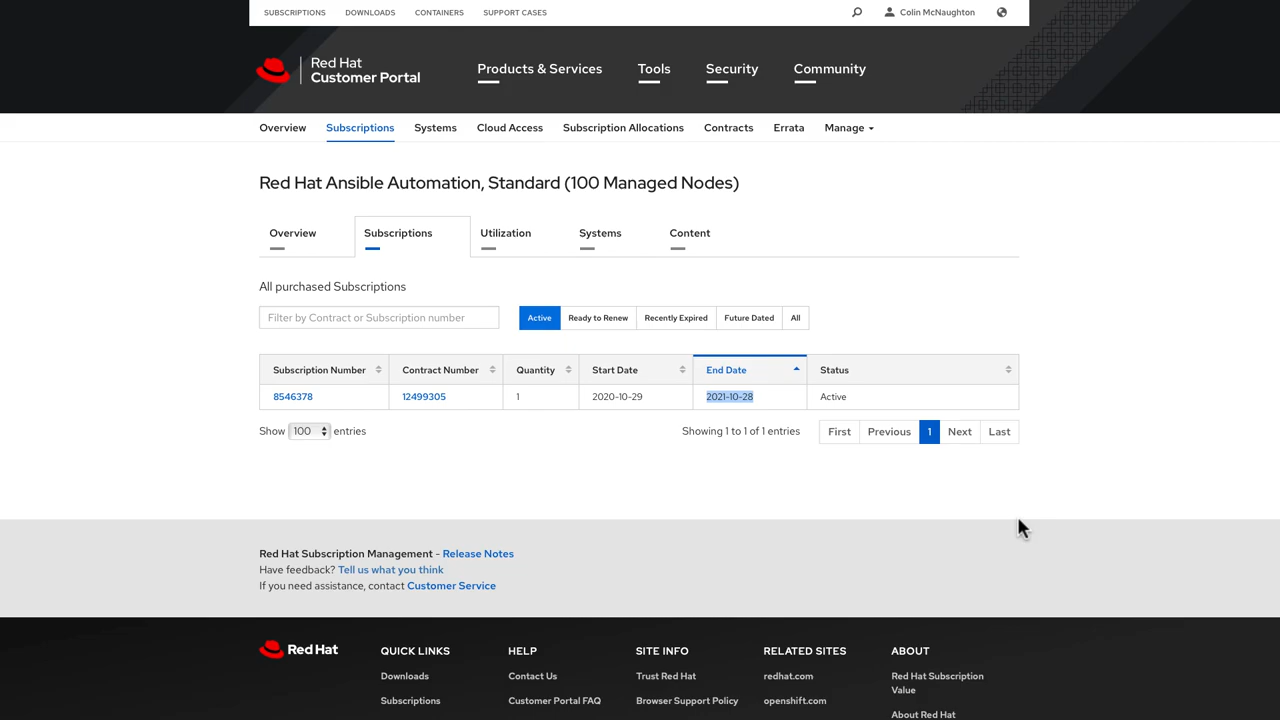 SUBSCRIPTIONS DOWNLOADS CONTAINERS SUPPORT CASES Colin McNaughton
Red Hat
Customer Portal
Products & Services Tools Security Community
Overview Subscriptions Systems Cloud Access Subscription Allocations Contracts Errata Manage
Red Hat Ansible Automation, Standard (100 Managed Nodes)
Overview Subscriptions Utilization Systems Content
All purchased Subscriptions
Filter by Contract or Subscription number Active Ready to Renew Recently Expired Future Dated All
Subscription Number Contract Number Quantity Start Date End Date Status
8546378 12499305 1 2020-10-29 2021-10-28 Active
Show 100 entries Showing 1 to 1 of 1 entries First Previous 1 Next Last
Red Hat Subscription Management - Release Notes
Have feedback? Tell us what you think
If you need assistance, contact Customer Service
Red Hat QUICK LINKS HELP SITE INFO RELATED SITES ABOUT
Downloads Contact Us Trust Red Hat redhat.com Red Hat Subscription
Value
Subscriptions Customer Portal FAQ Browser Support Policy openshift.com
About Red Hat